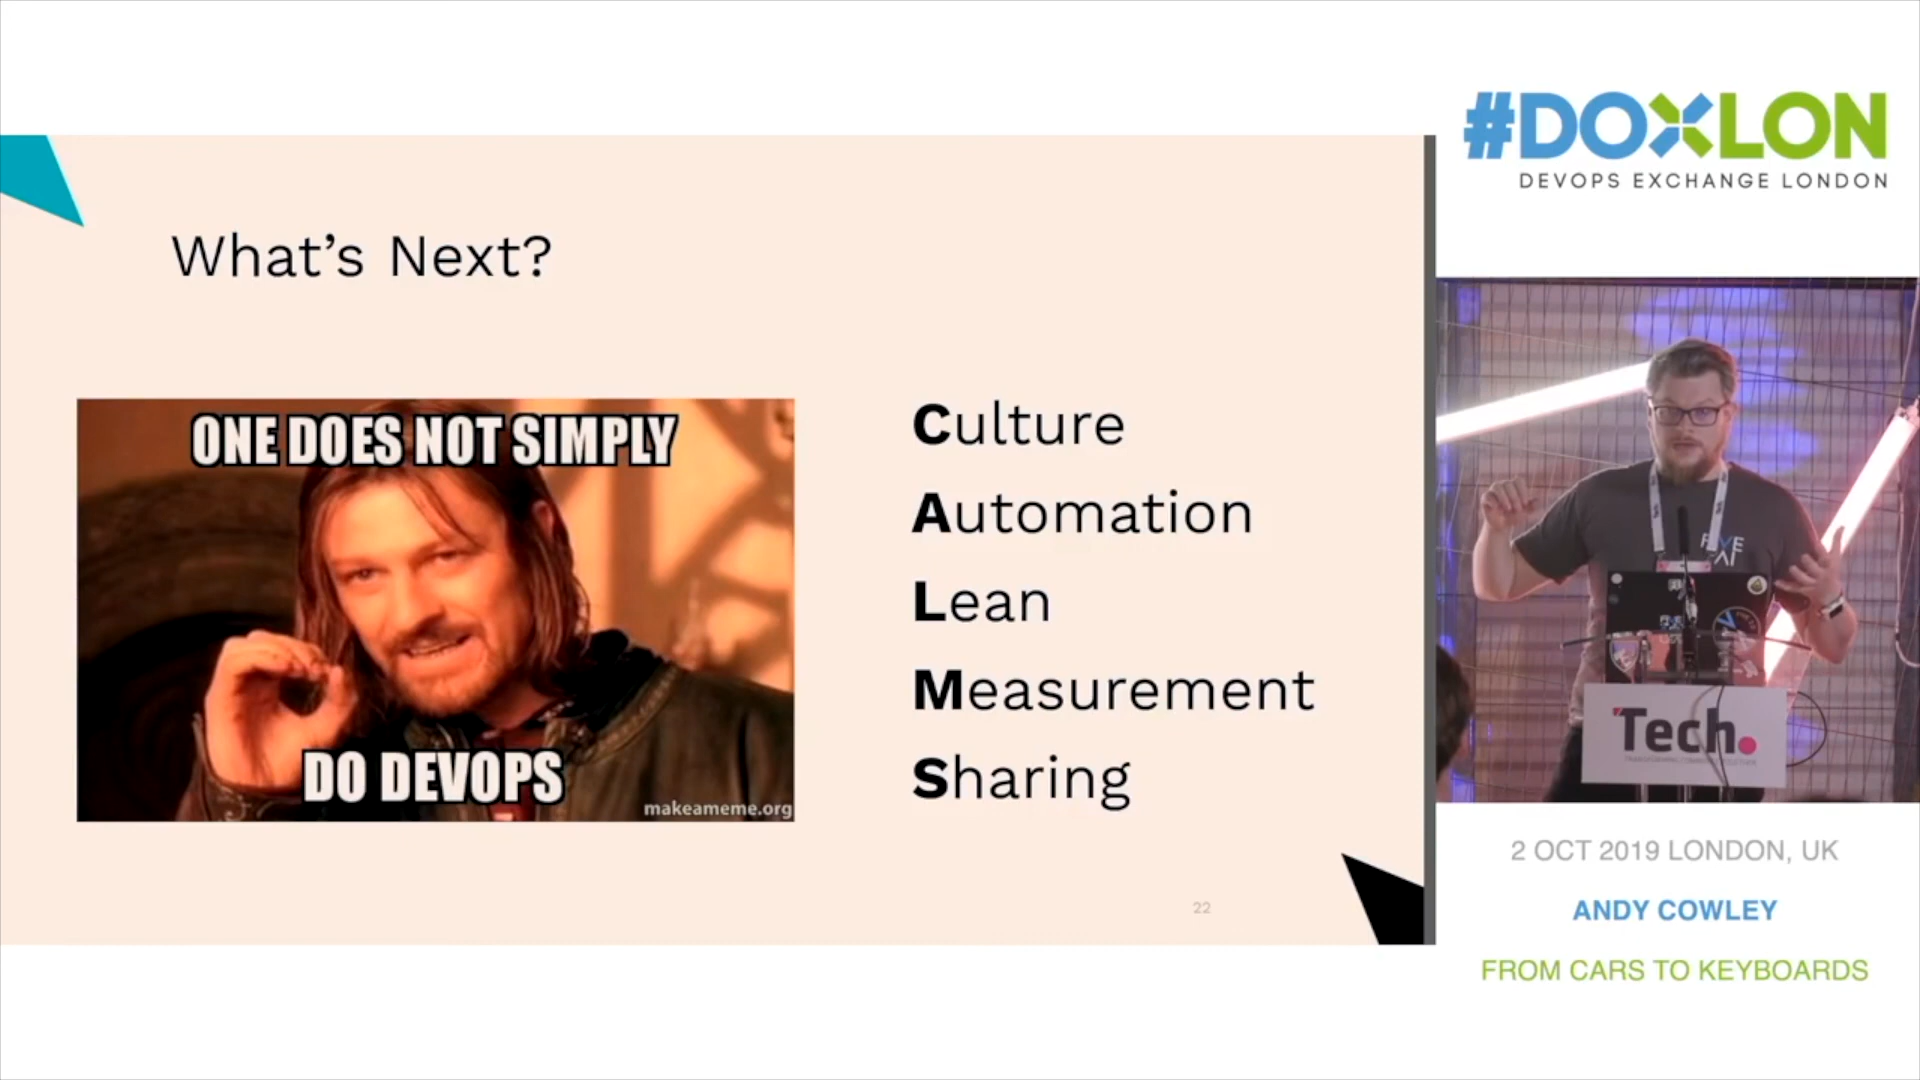 #DOXLON
DEVOPS EXCHANGE LONDON
What's Next?
ONE DOES NOT SIMPLY
DO DEVOPS
makeameme.org
Culture
Automation
Lean
Measurement
Sharing
22
Tech.
2 OCT 2019 LONDON, UK
ANDY COWLEY
FROM CARS TO KEYBOARDS